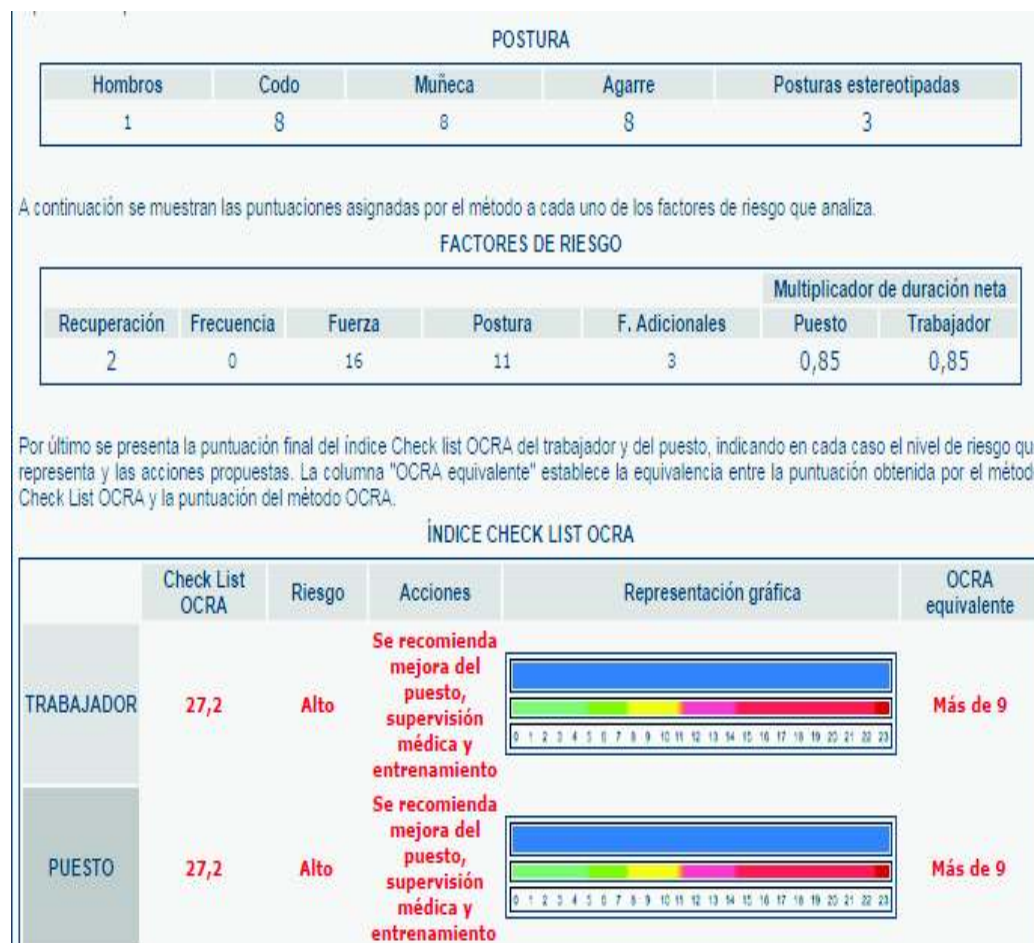 POSTURA
Hombros Codo Muñeca Agarre Posturas estereotipadas
1 8 8 8 3
A continuación se muestran las puntuaciones asignadas por el método a cada uno de los factores de riesgo que analiza.
FACTORES DE RIESGO
Multiplicador de duración neta
Recuperación Frecuencia Fuerza Postura F. Adicionales Puesto Trabajador
2 0 16 11 3 0,85 0,85
Por último se presenta la puntuación final del índice Check list OCRA del trabajador y del puesto, indicando en cada caso el nivel de riesgo qu
representa y las acciones propuestas. La columna "OCRA equivalente" establece la equivalencia entre la puntuación obtenida por el métod
Check List OCRA y la puntuación del método OCRA.
ÍNDICE CHECK LIST OCRA
Check List
OCRA
Riesgo Acciones Representación gráfica
OCRA
equivalente
TRABAJADOR 27,2 Alto
Se recomienda
mejora del
puesto,
supervisión
médica y
entrenamiento
0 1 2 3 4 5 6 7 8 9 10 11 12 13 14 15 16 17 18 19 20 21 22 23
Más de 9
PUESTO 27,2 Alto
Se recomienda
mejora del
puesto,
supervisión
médica y
entrenamiento
0 1 2 3 4 5 6 7 8 9 10 11 12 13 14 15 16 17 18 19 20 21 22 23
Más de 9